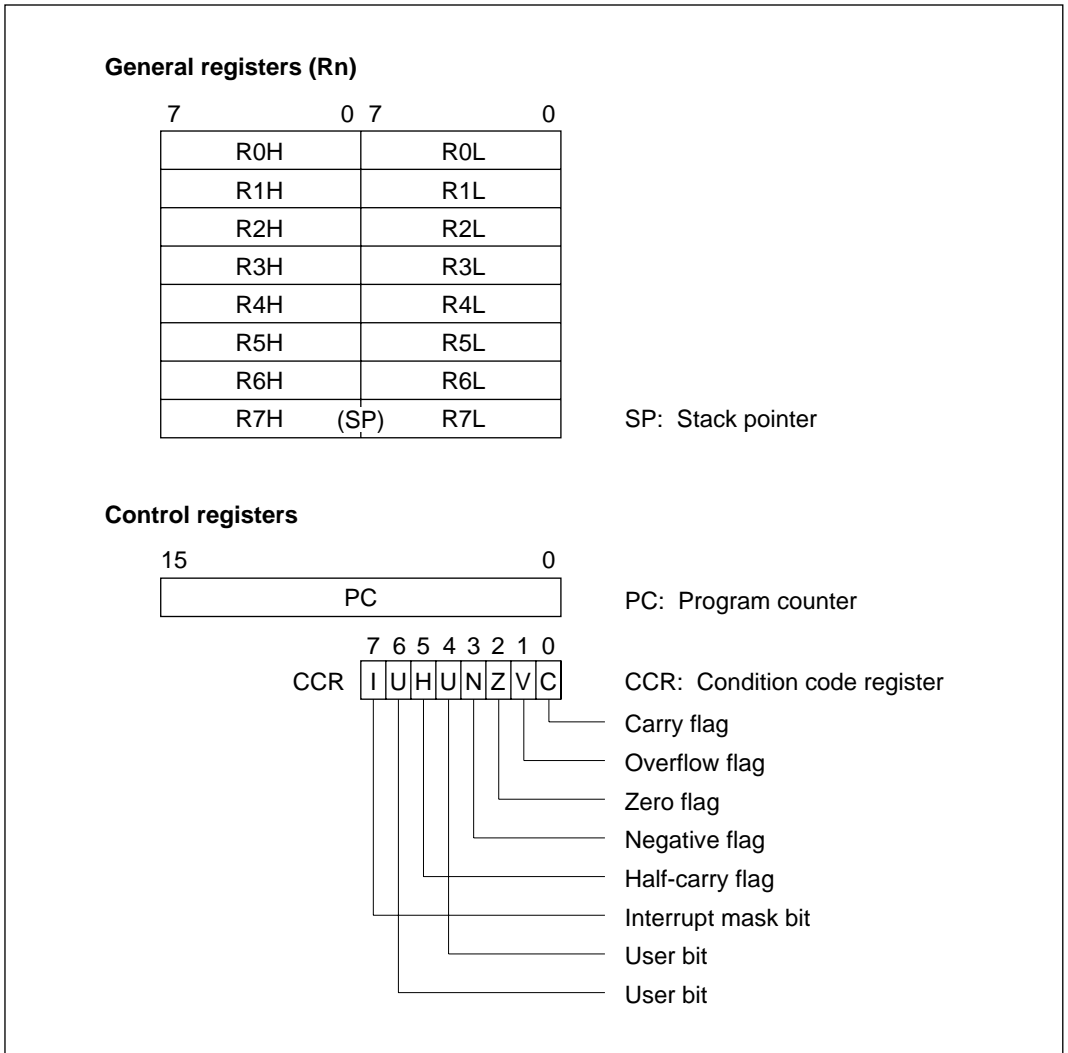 General registers (Rn)
7 0 7 0
R0H R0L
R1H R1L
R2H R2L
R3H R3L
R4H R4L
R5H R5L
R6H R6L
R7H (SP) R7L SP: Stack pointer
Control registers
15 0
PC PC: Program counter
7 6 5 4 3 2 1 0
CCR I U H U N Z V C CCR: Condition code register
Carry flag
Overflow flag
Zero flag
Negative flag
Half-carry flag
Interrupt mask bit
User bit
User bit